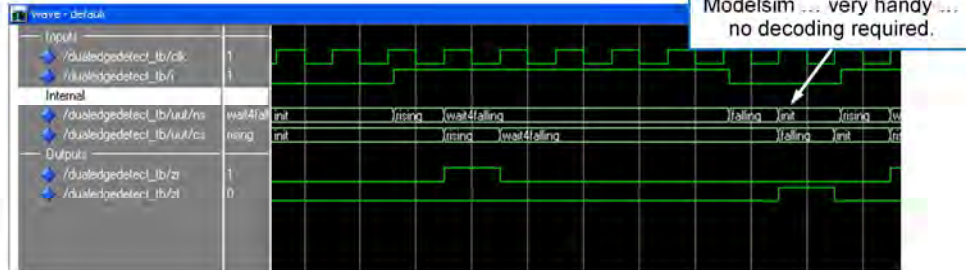 wave - default
Modelsim ... very handy ...
no decoding required.
Inputs
/dualedgedetect_tb/clk 1
/dualedgedetect_tb/i 1
Internal
/dualedgedetect_tb/uut/ns wait4fall init rising wait4falling falling init rising w
/dualedgedetect_tb/uut/cs rising init rising wait4falling falling init ris
Outputs
/dualedgedetect_tb/zr 1
/dualedgedetect_tb/zf 0